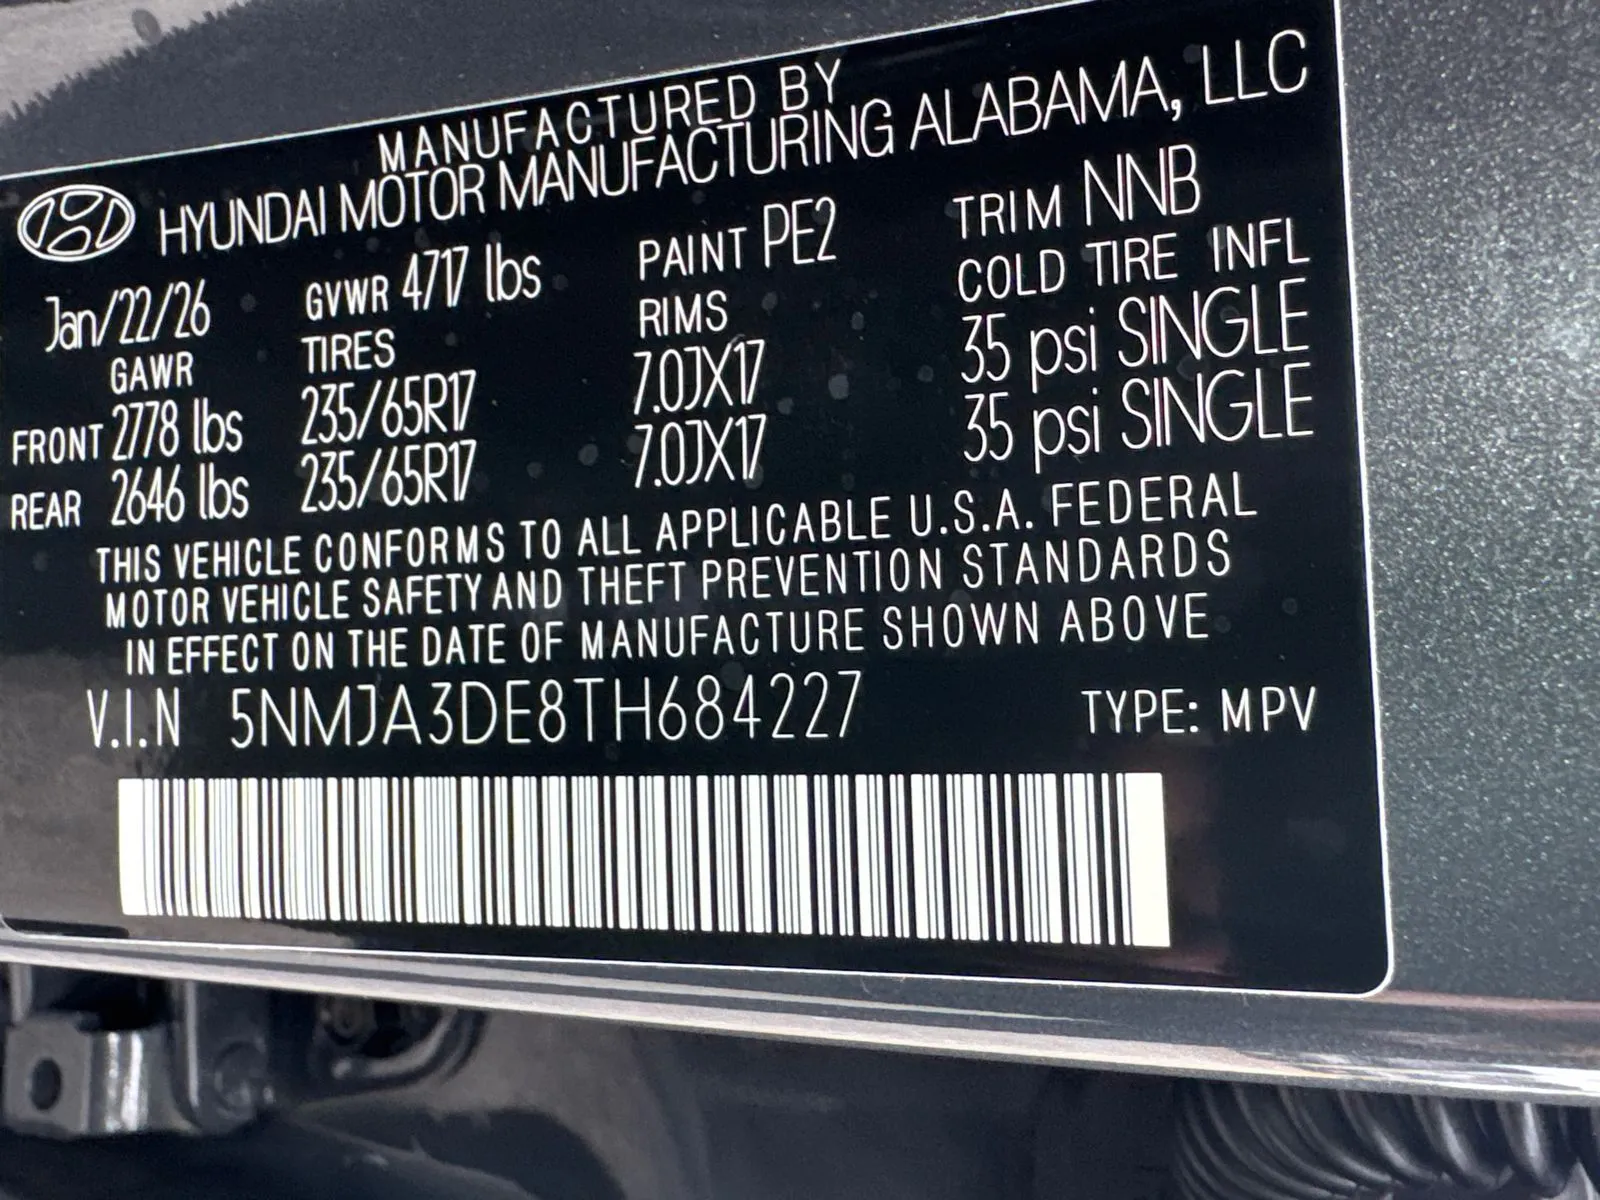 MANUFACTURED BY
HYUNDAI MOTOR MANUFACTURING ALABAMA, LLC
Jan/22/26 GVWR 4717 lbs PAINT PE2 TRIM NNB
GAWR TIRES RIMS COLD TIRE INFL
FRONT 2778 lbs 235/65R17 7.0JX17 35 psi SINGLE
REAR 2646 lbs 235/65R17 7.0JX17 35 psi SINGLE
THIS VEHICLE CONFORMS TO ALL APPLICABLE U.S.A. FEDERAL
MOTOR VEHICLE SAFETY AND THEFT PREVENTION STANDARDS
IN EFFECT ON THE DATE OF MANUFACTURE SHOWN ABOVE
V.I.N 5NMJA3DE8TH684227 TYPE: MPV